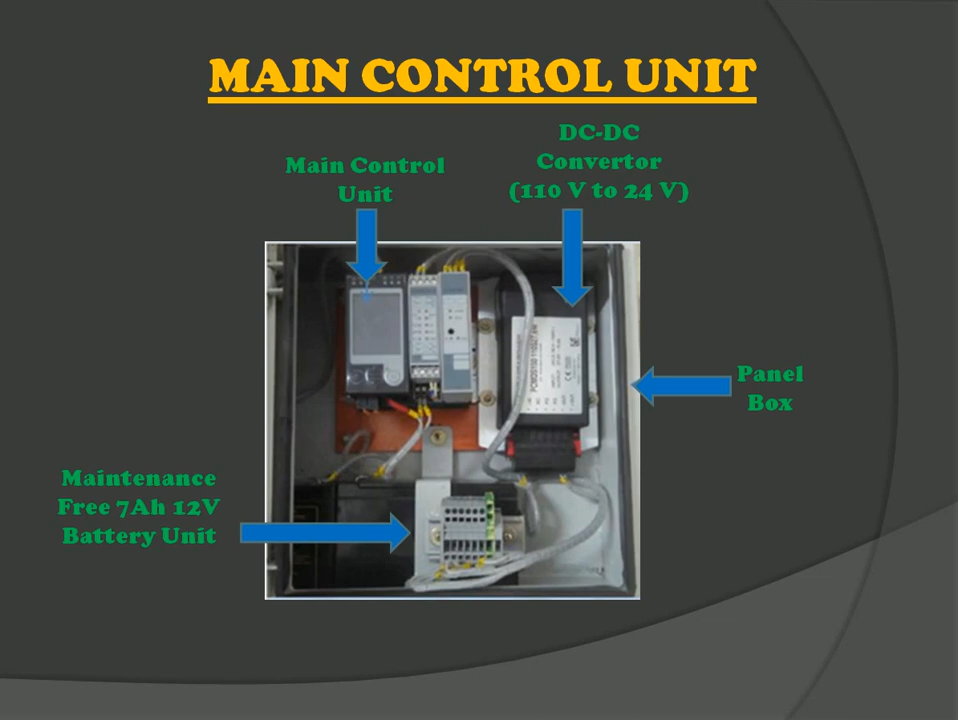 MAIN CONTROL UNIT
DC-DC
Convertor
(110 V to 24 V)
Main Control
Unit
Panel
Box
Maintenance
Free 7Ah 12V
Battery Unit